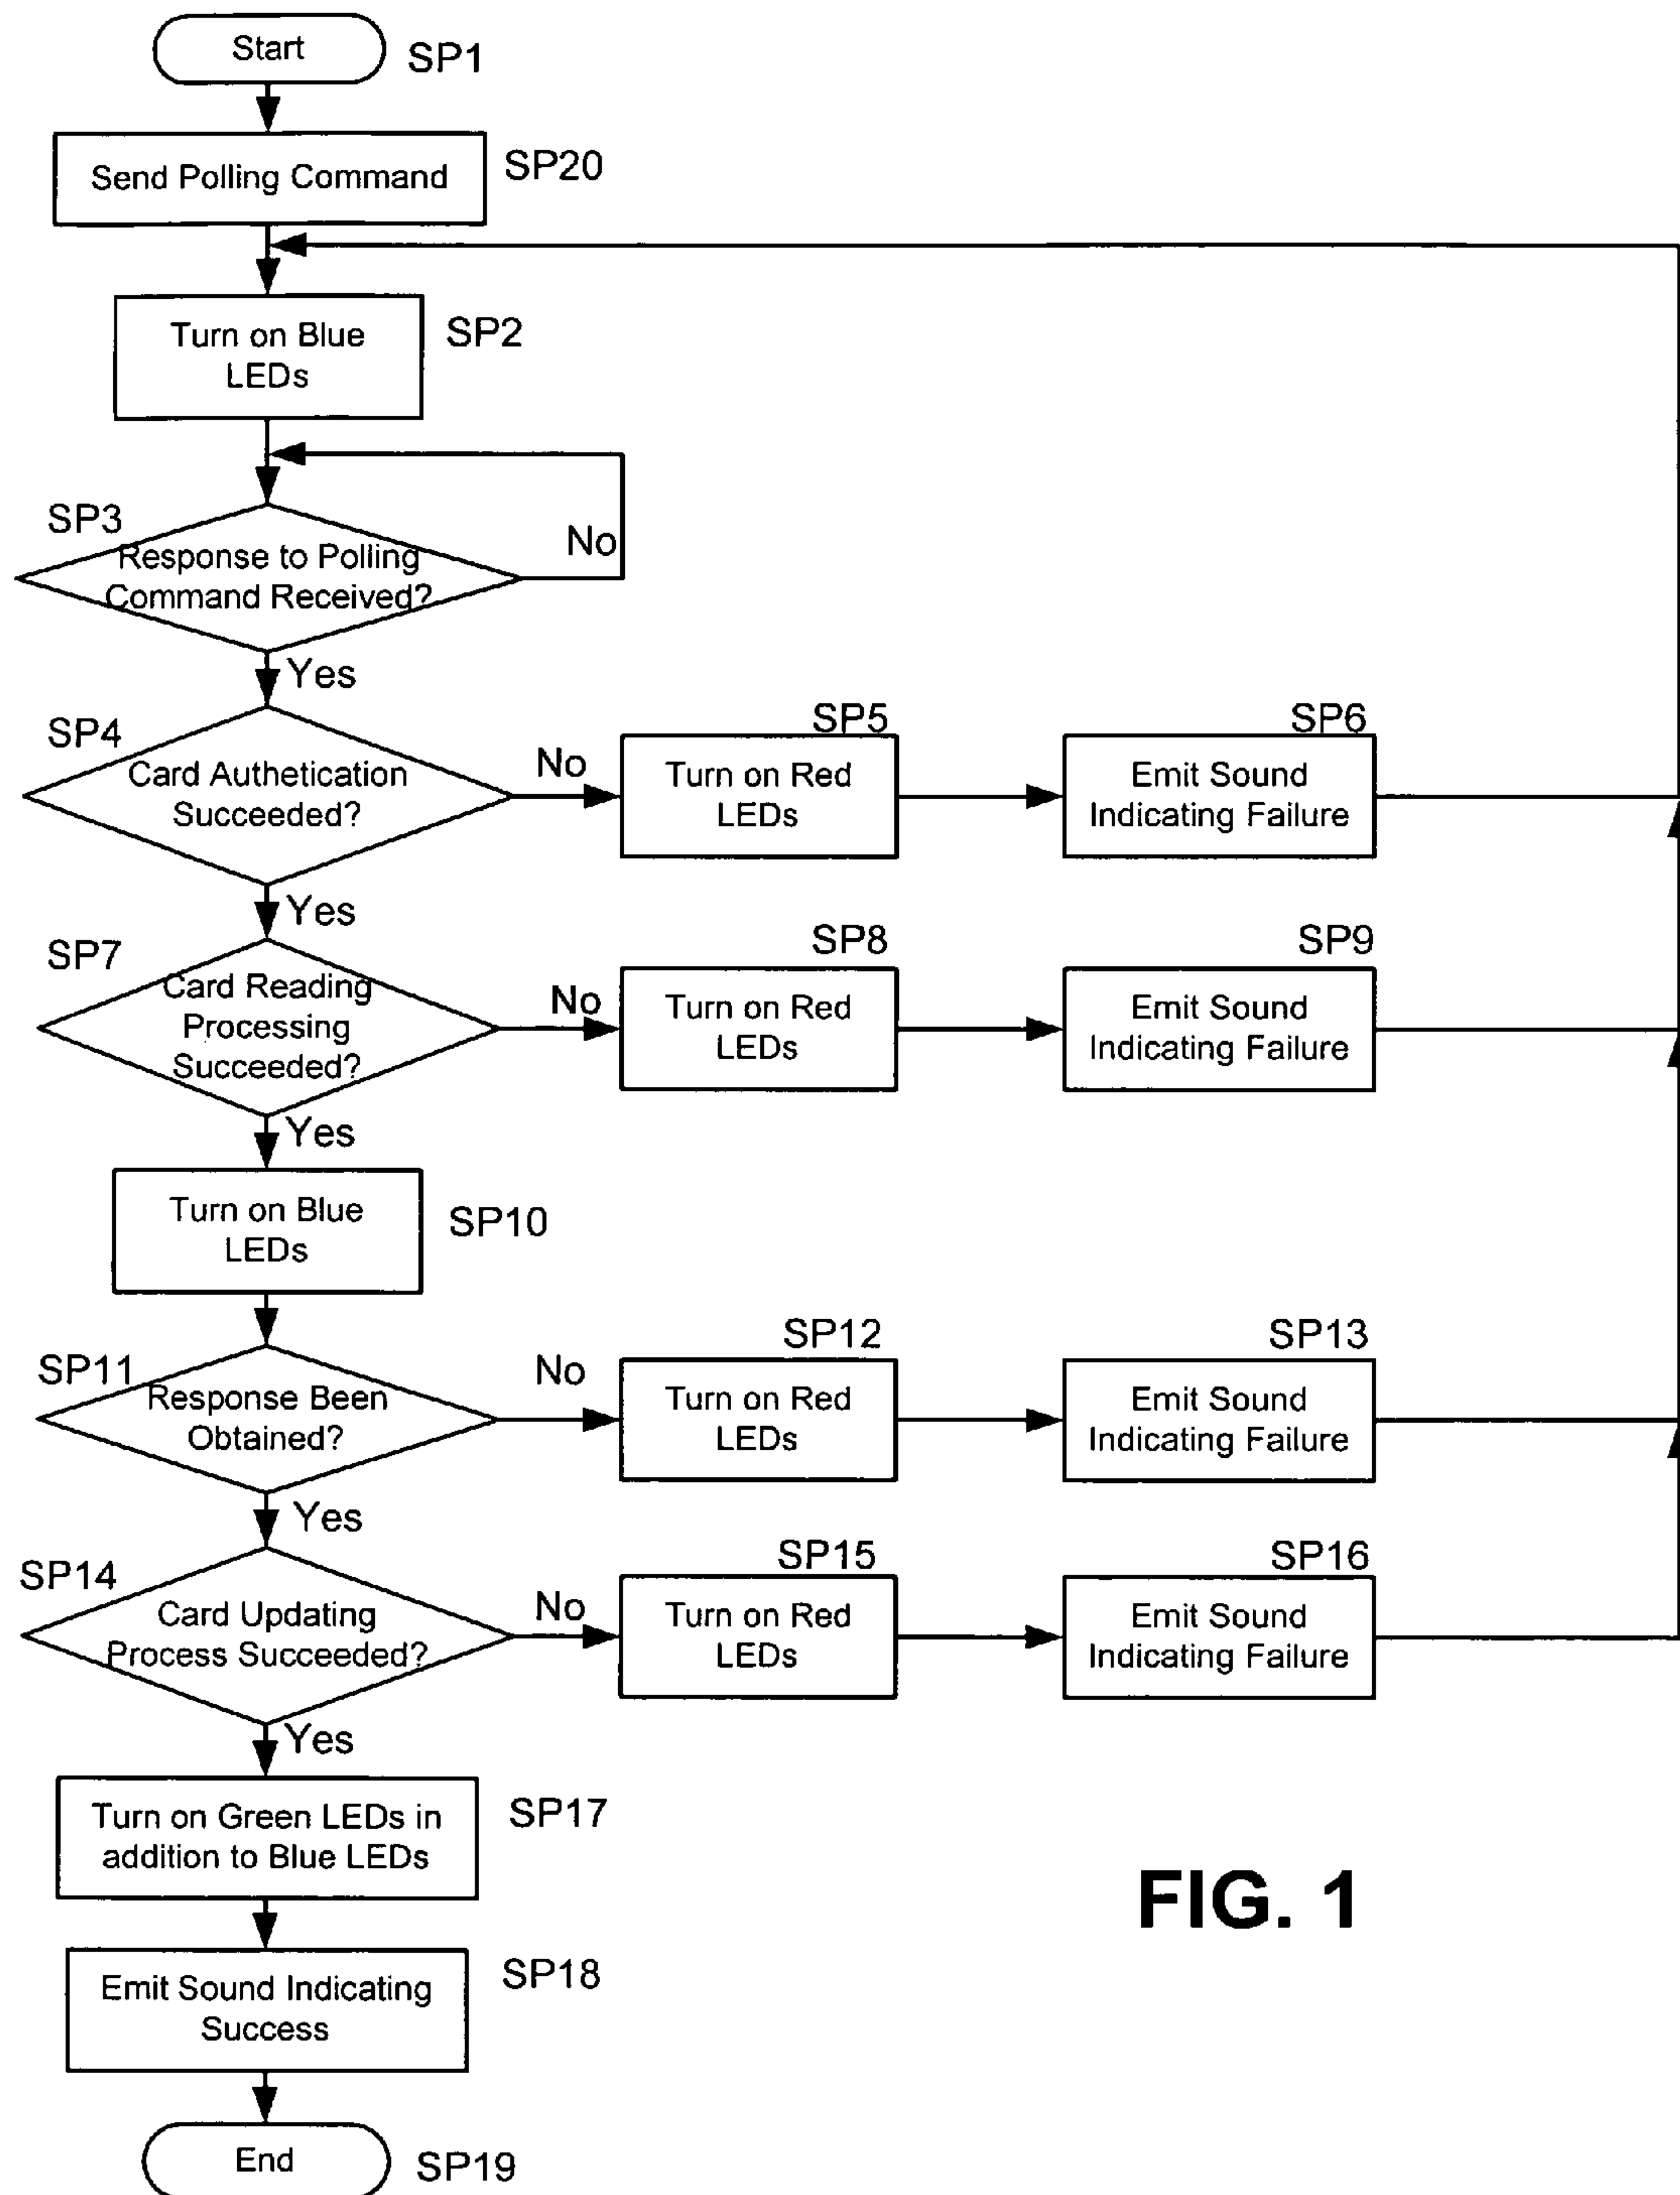 Start
SP1
Send Polling Command
SP20
Turn on Blue
LEDs
SP2
SP3
Response to Polling
Command Received?
No
Yes
SP4
Card Authetication
Succeeded?
No
SP5
Turn on Red
LEDs
SP6
Emit Sound
Indicating Failure
Yes
SP7
Card Reading
Processing
Succeeded?
No
SP8
Turn on Red
LEDs
SP9
Emit Sound
Indicating Failure
Yes
Turn on Blue
LEDs
SP10
SP11
Response Been
Obtained?
No
SP12
Turn on Red
LEDs
SP13
Emit Sound
Indicating Failure
Yes
SP14
Card Updating
Process Succeeded?
No
SP15
Turn on Red
LEDs
SP16
Emit Sound
Indicating Failure
Yes
Turn on Green LEDs in
addition to Blue LEDs
SP17
Emit Sound Indicating
Success
SP18
End
SP19
FIG. 1